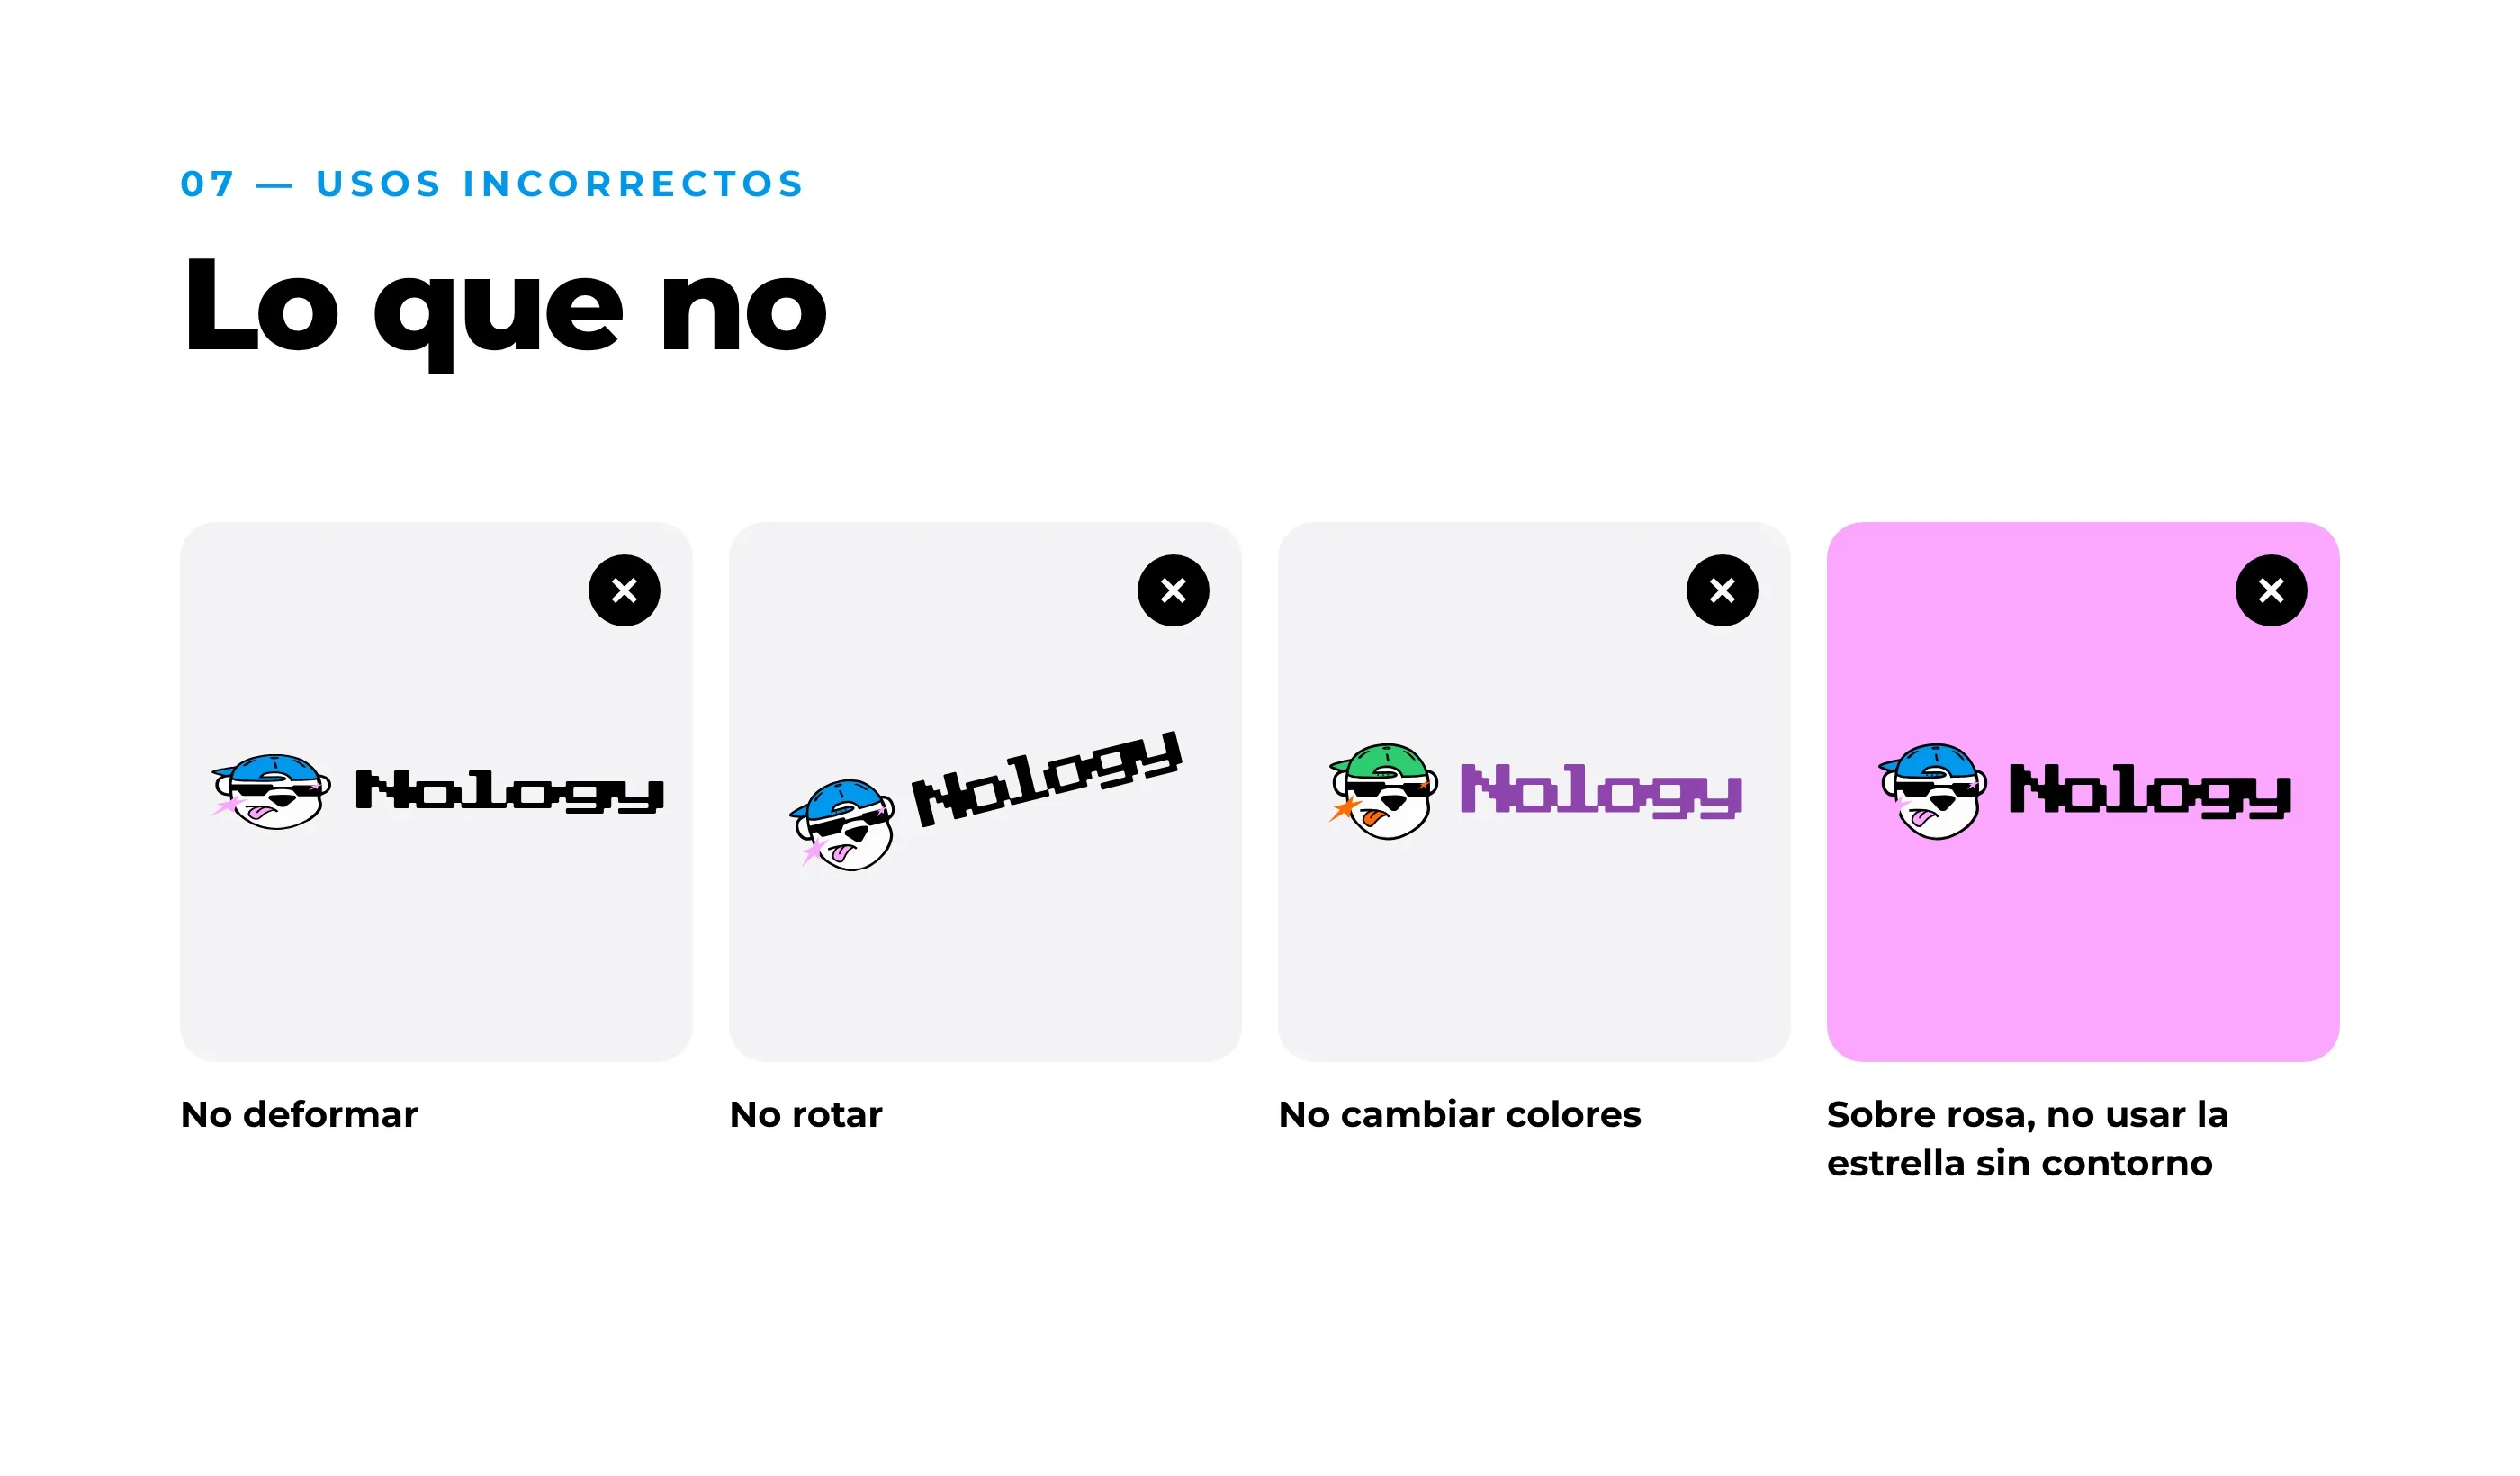 07 — USOS INCORRECTOS
Lo que no
Nology
Nology
Nology
Nology
No deformar
No rotar
No cambiar colores
Sobre rosa, no usar la
estrella sin contorno